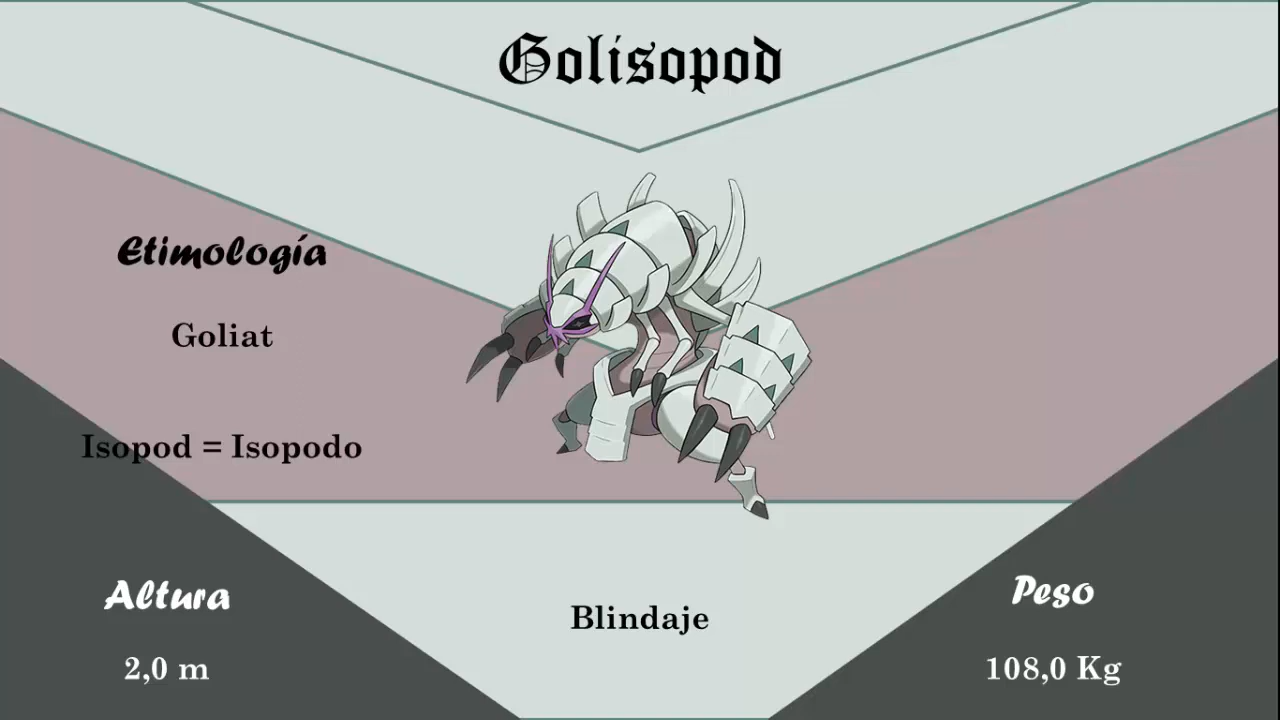 Golisopod
Etimología
Goliat
Isopod = Isopodo
Altura
2,0 m
Blindaje
Peso
108,0 Kg